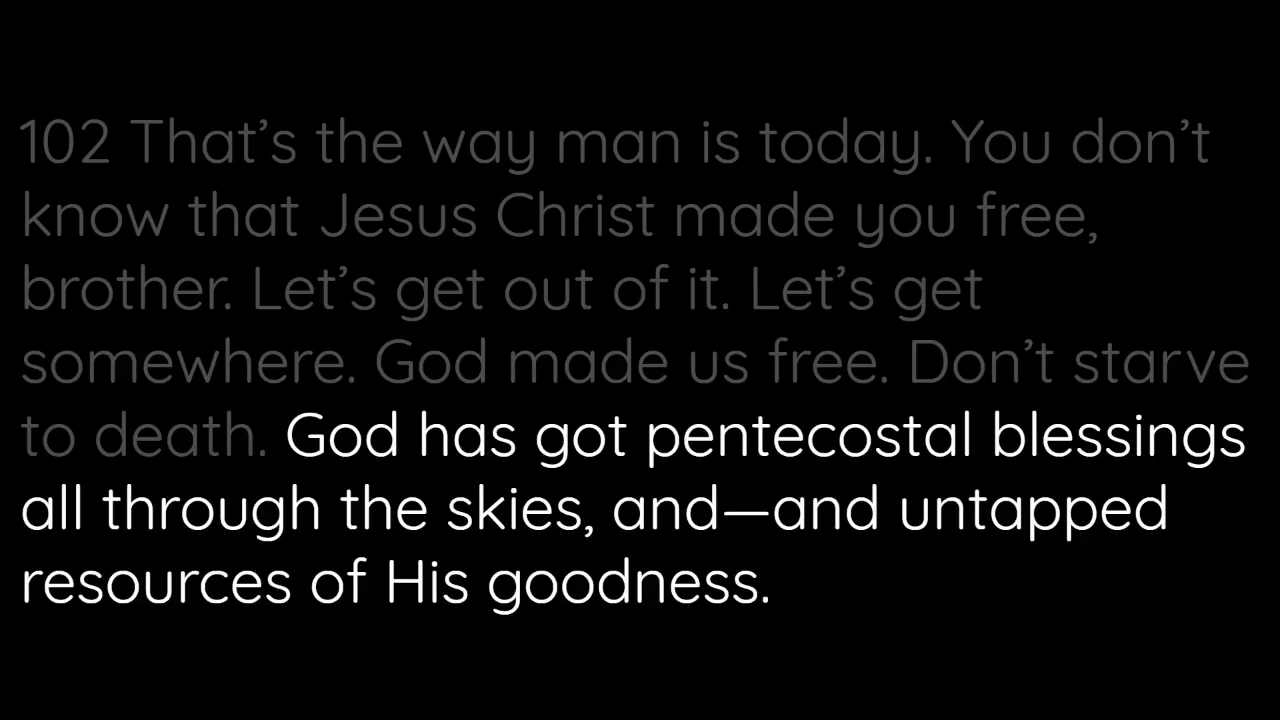 102 That’s the way man is today. You don’t
know that Jesus Christ made you free,
brother. Let’s get out of it. Let’s get
somewhere. God made us free. Don’t starve
to death. God has got pentecostal blessings
all through the skies, and—and untapped
resources of His goodness.